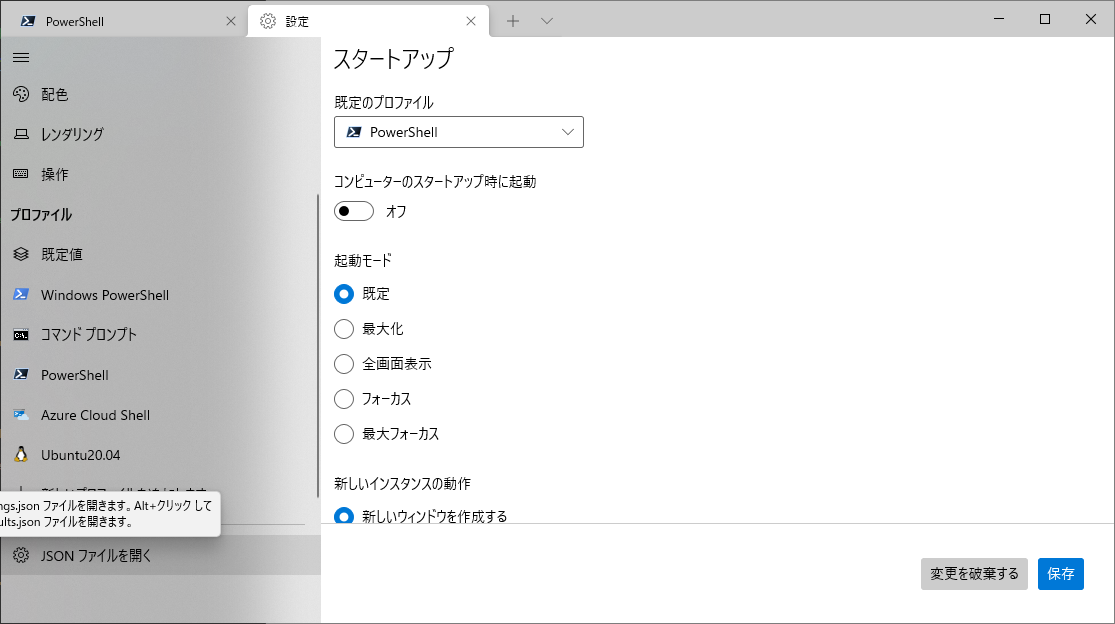 PowerShell
設定
配色
レンダリング
操作
プロファイル
既定値
Windows PowerShell
コマンド プロンプト
PowerShell
Azure Cloud Shell
Ubuntu20.04
ngs.json ファイルを開きます。Alt+クリック して
ults.json ファイルを開きます。
JSON ファイルを開く
スタートアップ
既定のプロファイル
PowerShell
コンピューターのスタートアップ時に起動
オフ
起動モード
既定
最大化
全画面表示
フォーカス
最大フォーカス
新しいインスタンスの動作
新しいウィンドウを作成する
変更を破棄する
保存